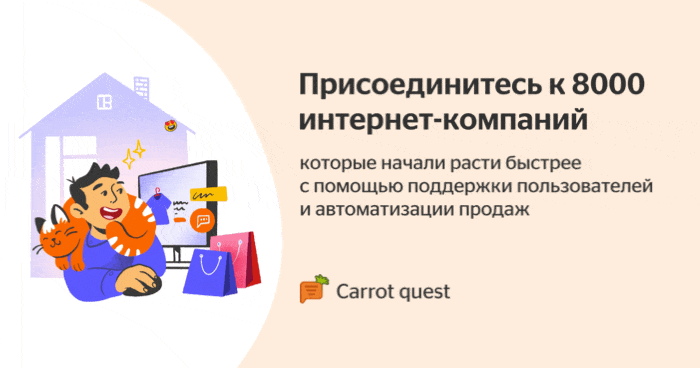 Присоединитесь к 8000
интернет-компаний
которые начали расти быстрее
с помощью поддержки пользователей
и автоматизации продаж
Carrot quest